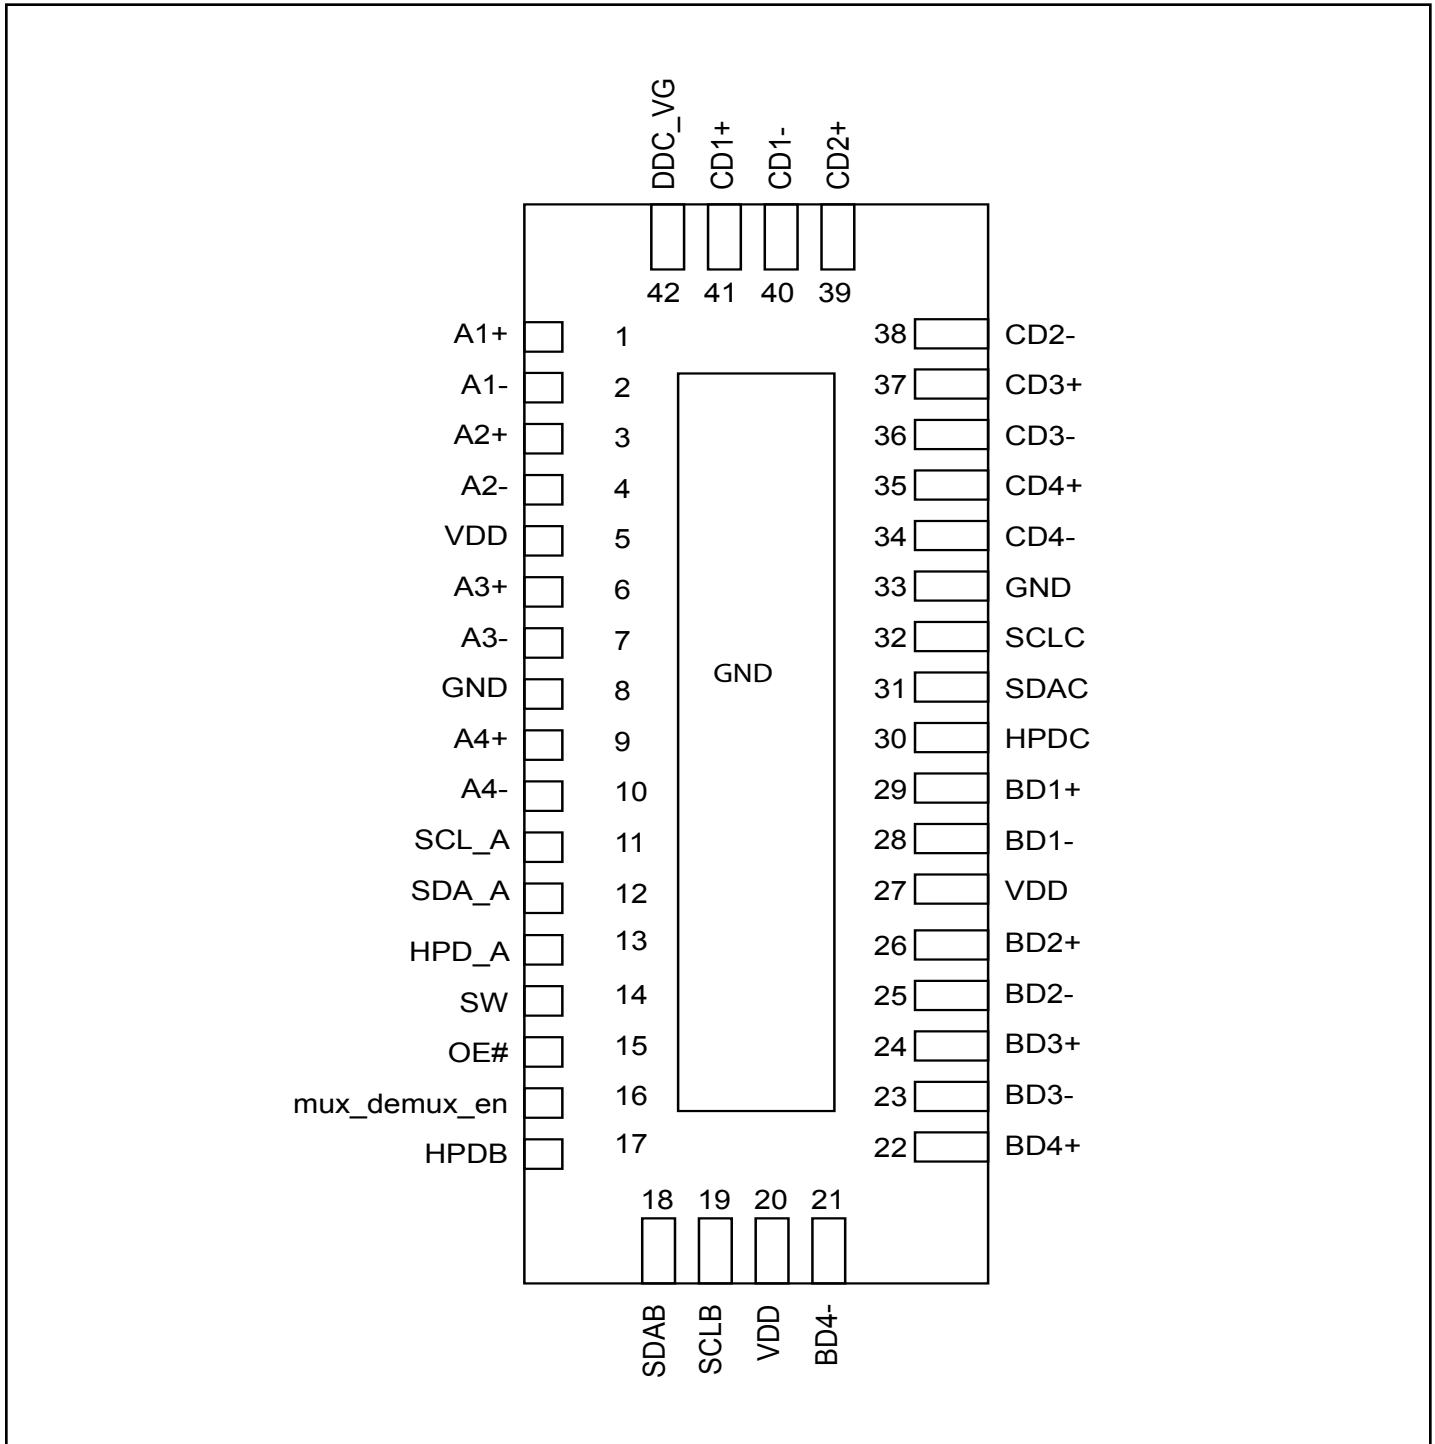 DDC_VG
CD1+
CD1-
CD2+
42 41 40 39
A1+ 1
A1- 2
A2+ 3
A2- 4
VDD 5
A3+ 6
A3- 7
GND 8
A4+ 9
A4- 10
SCL_A 11
SDA_A 12
HPD_A 13
SW 14
OE# 15
mux_demux_en 16
HPDB 17
GND
38 CD2-
37 CD3+
36 CD3-
35 CD4+
34 CD4-
33 GND
32 SCLC
31 SDAC
30 HPDC
29 BD1+
28 BD1-
27 VDD
26 BD2+
25 BD2-
24 BD3+
23 BD3-
22 BD4+
18 19 20 21
SDAB
SCLB
VDD
BD4-